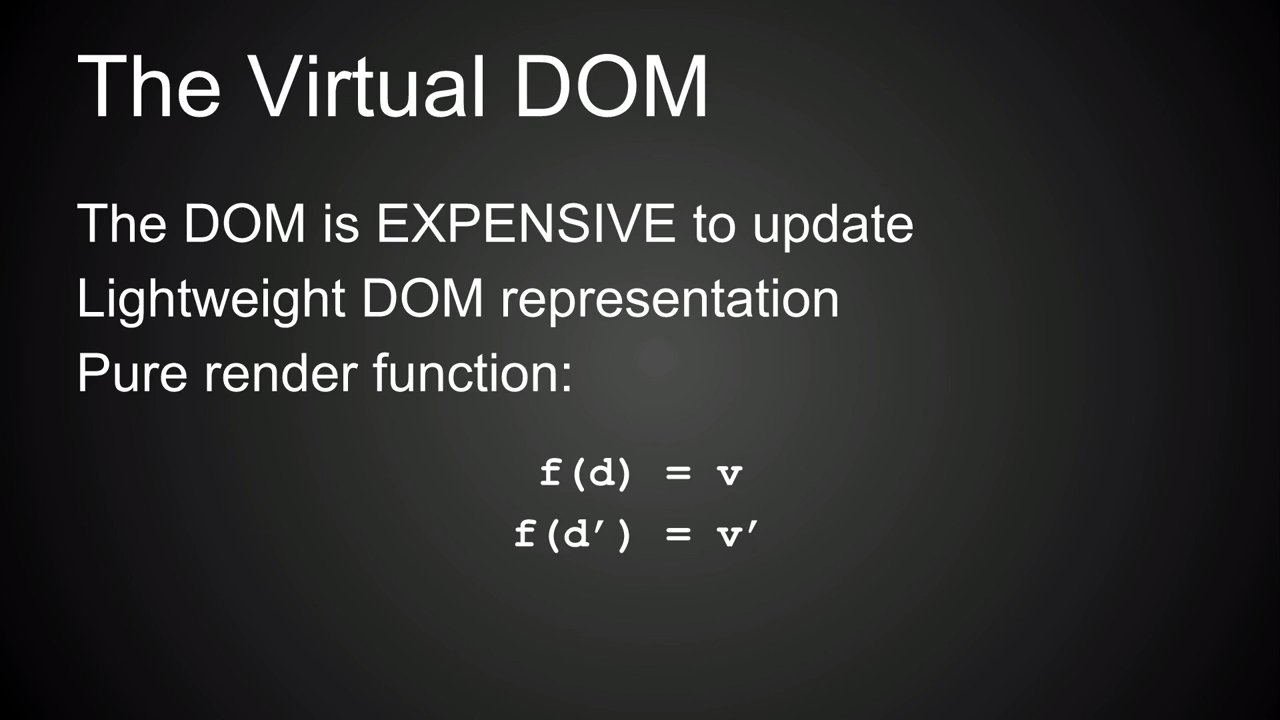 The Virtual DOM
The DOM is EXPENSIVE to update
Lightweight DOM representation
Pure render function:
f(d) = v
f(d’) = v’